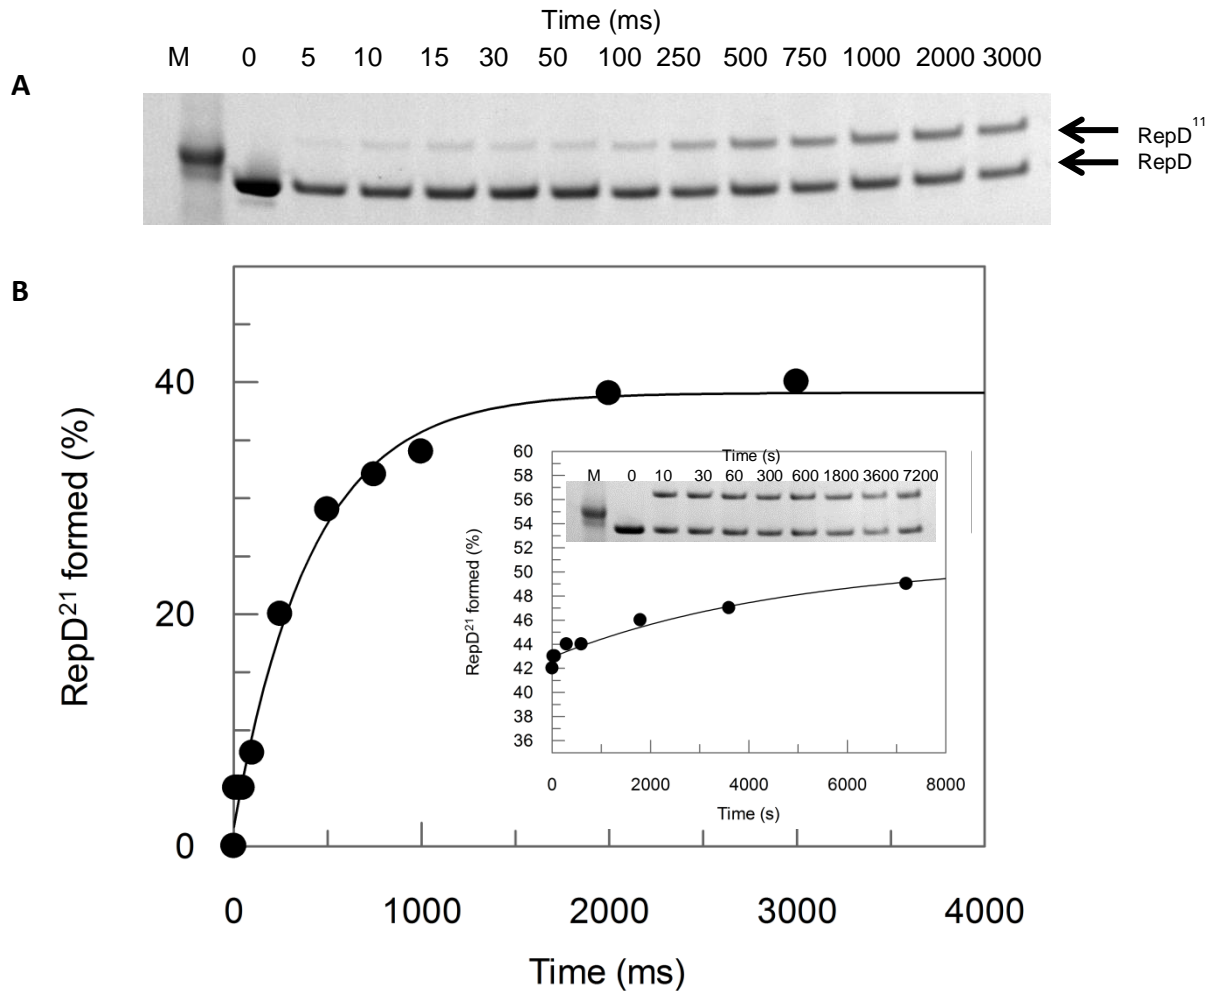 Time (ms)
M 0 5 10 15 30 50 100 250 500 750 1000 2000 3000
A
RepD¹¹
RepD
B
RepD²¹ formed (%)
40
20
0
0 1000 2000 3000 4000
Time (ms)
Time (s)
M 0 10 30 60 300 600 1800 3600 7200
RepD²¹ formed (%)
60
58
56
54
52
50
48
46
44
42
40
38
36
0 2000 4000 6000 8000
Time (s)